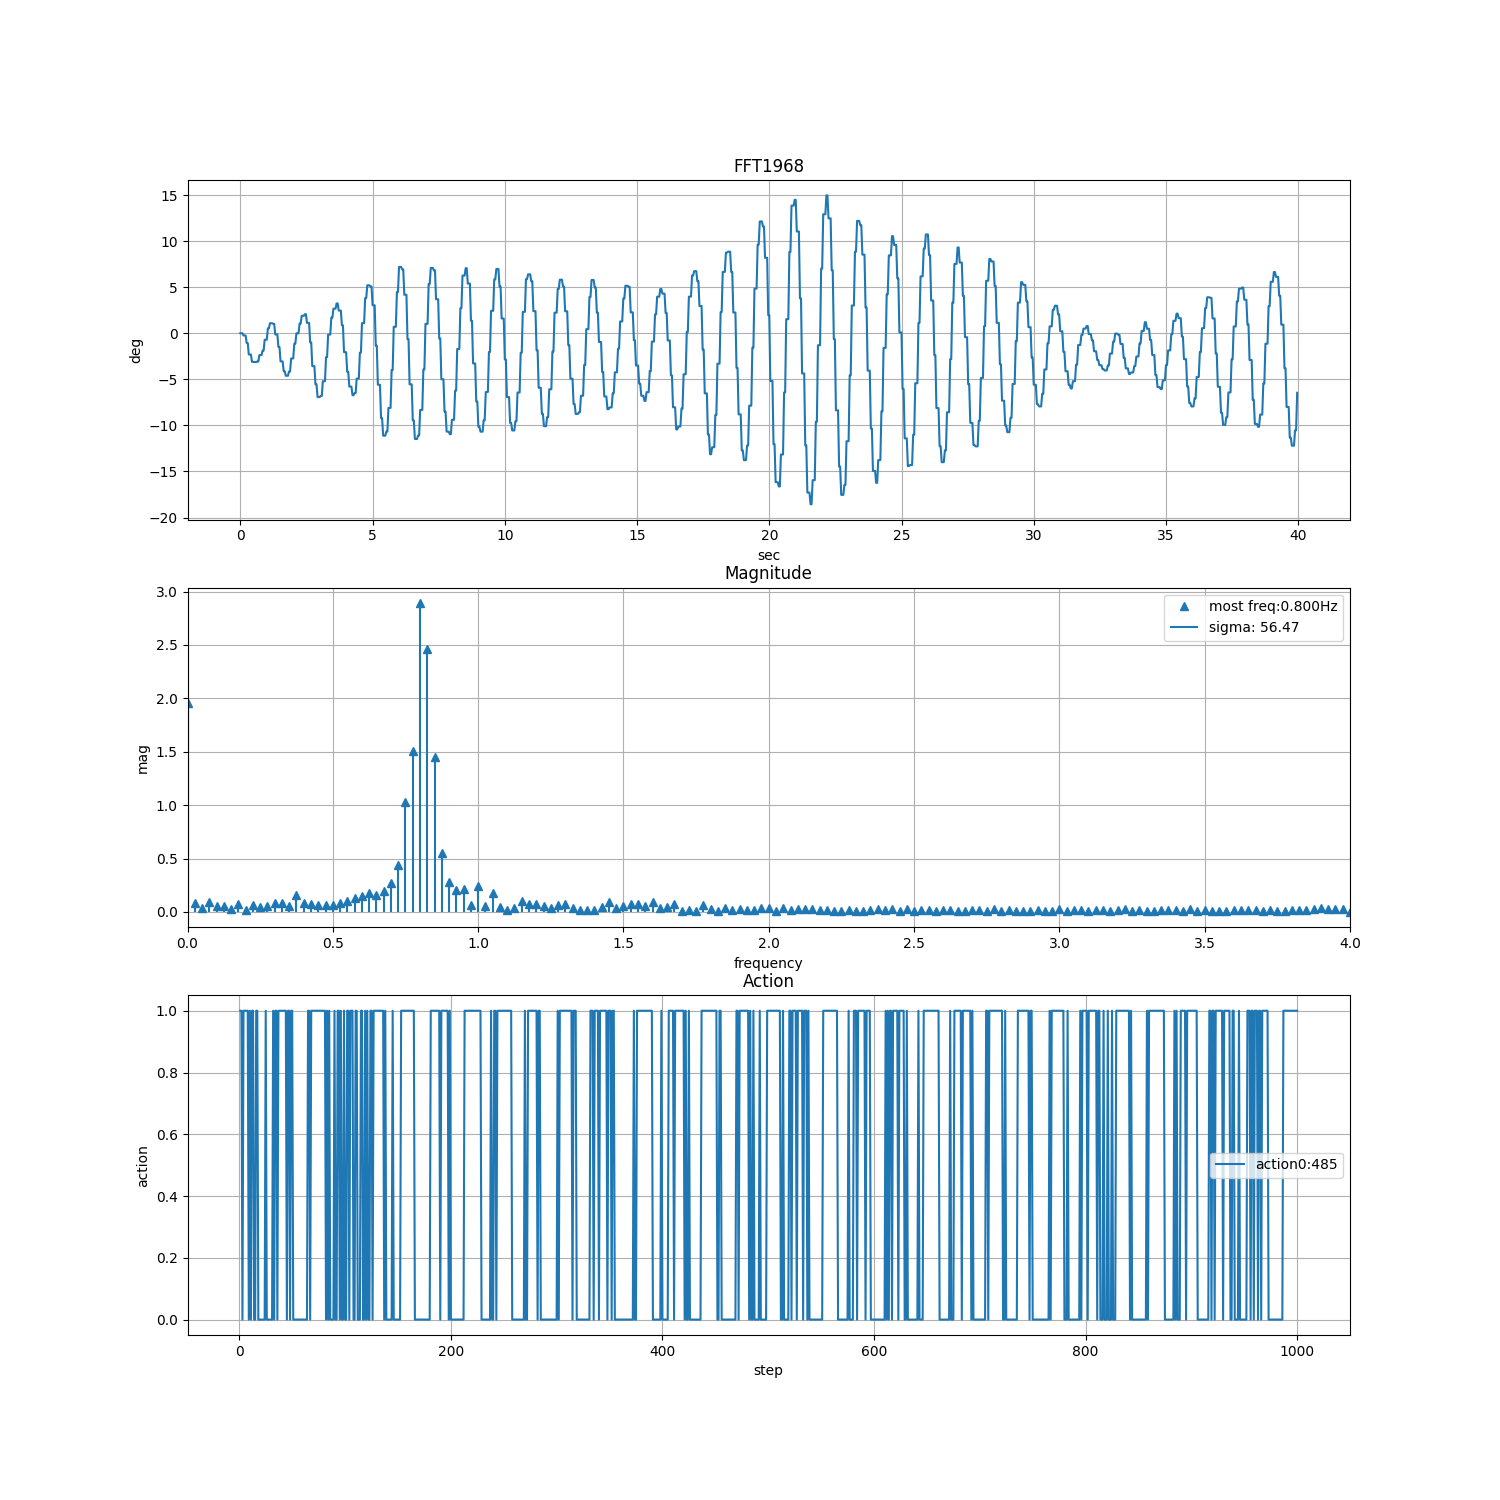 FFT1968
15
10
5
0
−5
−10
−15
−20
deg
0 5 10 15 20 25 30 35 40
sec
Magnitude
3.0
2.5
2.0
1.5
1.0
0.5
0.0
mag
most freq:0.800Hz
sigma: 56.47
0.0 0.5 1.0 1.5 2.0 2.5 3.0 3.5 4.0
frequency
Action
1.0
0.8
0.6
0.4
0.2
0.0
action
action0:485
0 200 400 600 800 1000
step